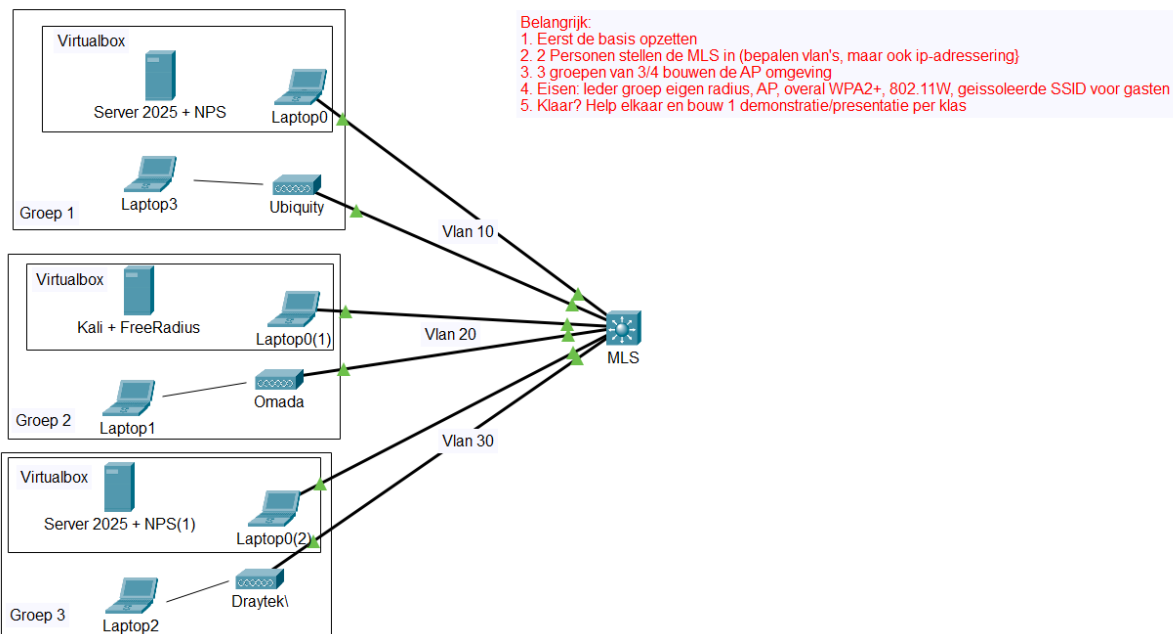 Belangrijk:
1. Eerst de basis opzetten
2. 2 Personen stellen de MLS in (bepalen vlan's, maar ook ip-adressering}
3. 3 groepen van 3/4 bouwen de AP omgeving
4. Eisen: Ieder groep eigen radius, AP, overal WPA2+, 802.11W, geissoleerde SSID voor gasten
5. Klaar? Help elkaar en bouw 1 demonstratie/presentatie per klas
Virtualbox
Server 2025 + NPS
Laptop0
Laptop3
Ubiquity
Groep 1
Vlan 10
Virtualbox
Kali + FreeRadius
Laptop0(1)
Vlan 20
MLS
Omada
Groep 2
Laptop1
Vlan 30
Virtualbox
Server 2025 + NPS(1)
Laptop0(2)
Draytek\
Groep 3
Laptop2